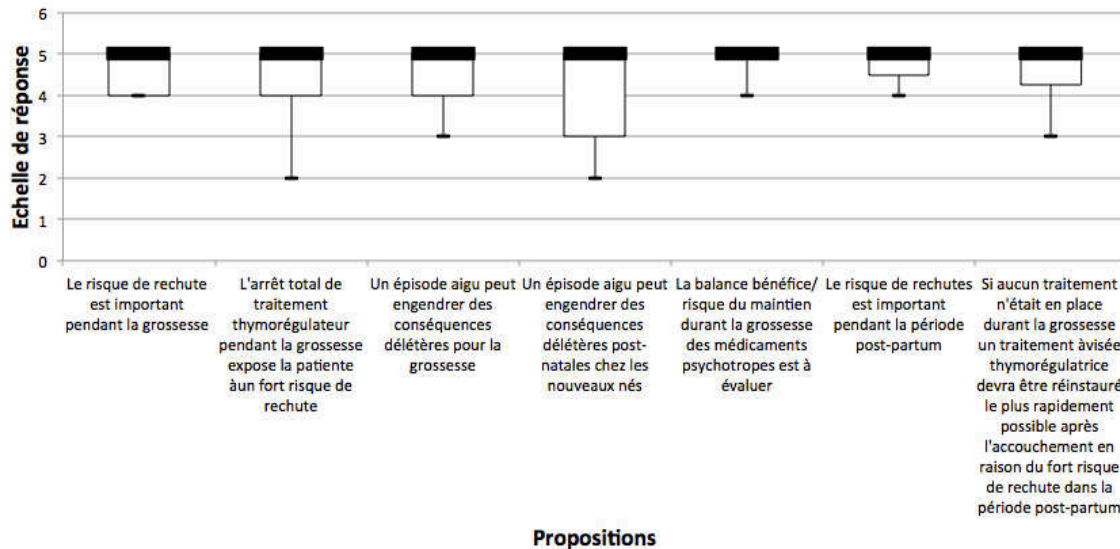 Echelle de réponse
6
5
4
3
2
1
0
Le risque de rechute
est important
pendant la grossesse
L'arrêt total de
traitement
thymorégulateur
pendant la grossesse
expose la patiente
àun fort risque de
rechute
Un épisode aigu peut
engendrer des
conséquences
délétères pour la
grossesse
Un épisode aigu peut
engendrer des
conséquences
délétères post-
natales chez les
nouveaux nés
La balance bénéfice/
risque du maintien
durant la grossesse
des médicaments
psychotropes est à
évaluer
Le risque de rechutes
est important
pendant la période
post-partum
Si aucun traitement
n'était en place
durant la grossesse
un traitement àvisée
thymorégulatrice
devra être réinstauré
le plus rapidement
possible après
l'accouchement en
raison du fort risque
de rechute dans la
période post-partum
Propositions